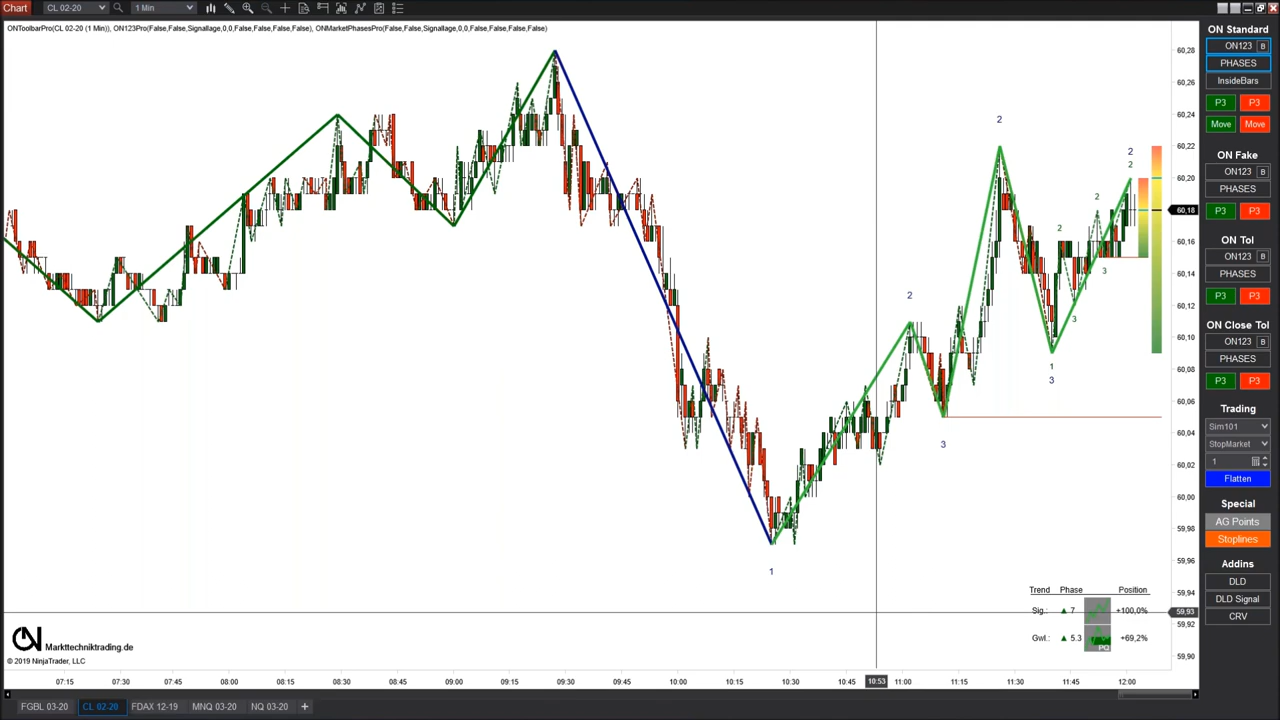 Chart CL 02-20 1 Min
ONToolbarPro(CL 02-20 (1 Min)), ON123Pro(False,False,Signallage,0,0,False,False,False,False), ONMarketPhasesPro(False,False,Signallage,0,0,False,False,False,False)
60,28
60,26
60,24
60,22
60,20
60,18
60,16
60,14
60,12
60,10
60,08
60,06
60,04
60,02
60,00
59,98
59,96
59,94
59,93
59,92
59,90
2
2
2
2
2
2
3
3
1
3
3
1
Trend Phase Position
Sig.: ▲ 7 +100,0%
Gwl.: ▲ 5.3 PQ +69,2%
ON Markttechniktrading.de
© 2019 NinjaTrader, LLC
07:15 07:30 07:45 08:00 08:15 08:30 08:45 09:00 09:15 09:30 09:45 10:00 10:15 10:30 10:53 11:00 11:15 11:30 11:45 12:00
FGBL 03-20 CL 02-20 FDAX 12-19 MNQ 03-20 NQ 03-20 +
ON Standard
ON123 B
PHASES
InsideBars
P3 P3
Move Move
ON Fake
ON123 B
PHASES
P3 P3
ON Tol
ON123 B
PHASES
P3 P3
ON Close Tol
ON123 B
PHASES
P3 P3
Trading
Sim101
StopMarket
1
Flatten
Special
AG Points
Stoplines
Addins
DLD
DLD Signal
CRV